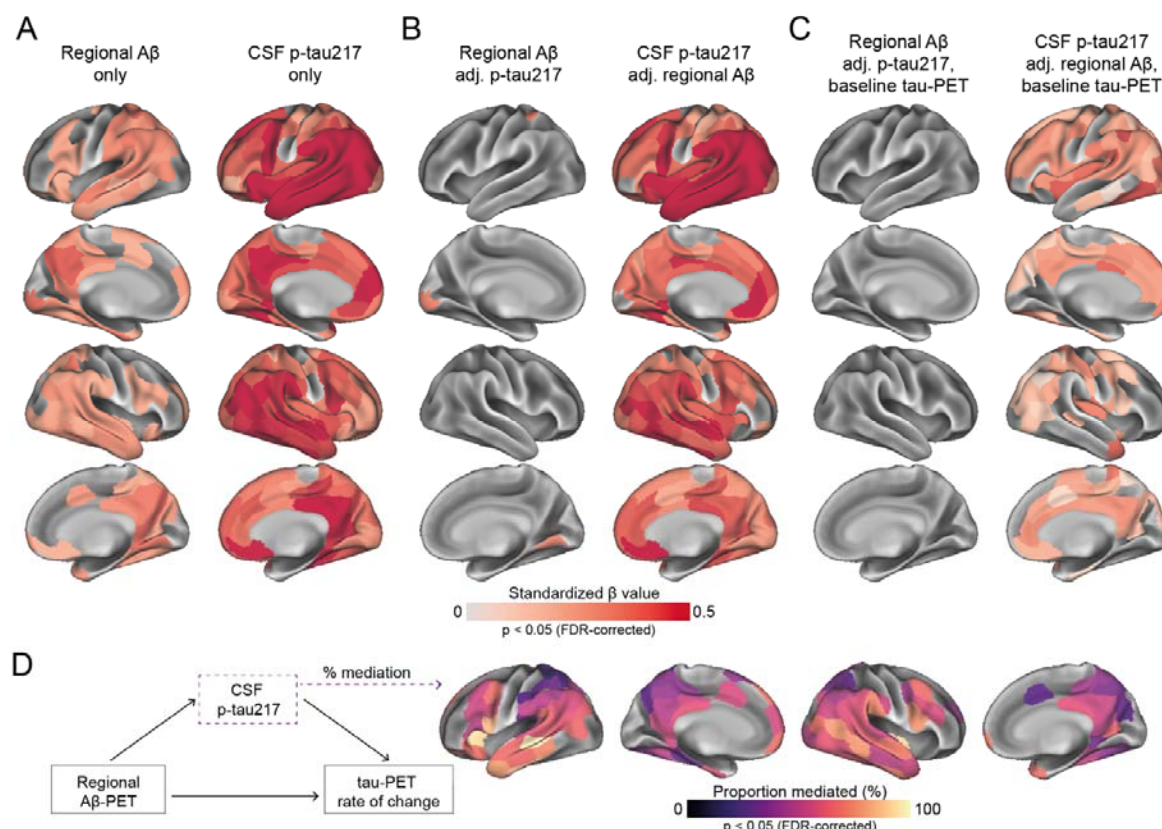 A
B
C
Regional Aβ
only
CSF p-tau217
only
Regional Aβ
adj. p-tau217
CSF p-tau217
adj. regional Aβ
Regional Aβ
adj. p-tau217,
baseline tau-PET
CSF p-tau217
adj. regional Aβ,
baseline tau-PET
Standardized β value
0
0.5
p < 0.05 (FDR-corrected)
D
CSF
p-tau217
% mediation
Regional
Aβ-PET
tau-PET
rate of change
Proportion mediated (%)
0
100
p < 0.05 (FDR-corrected)